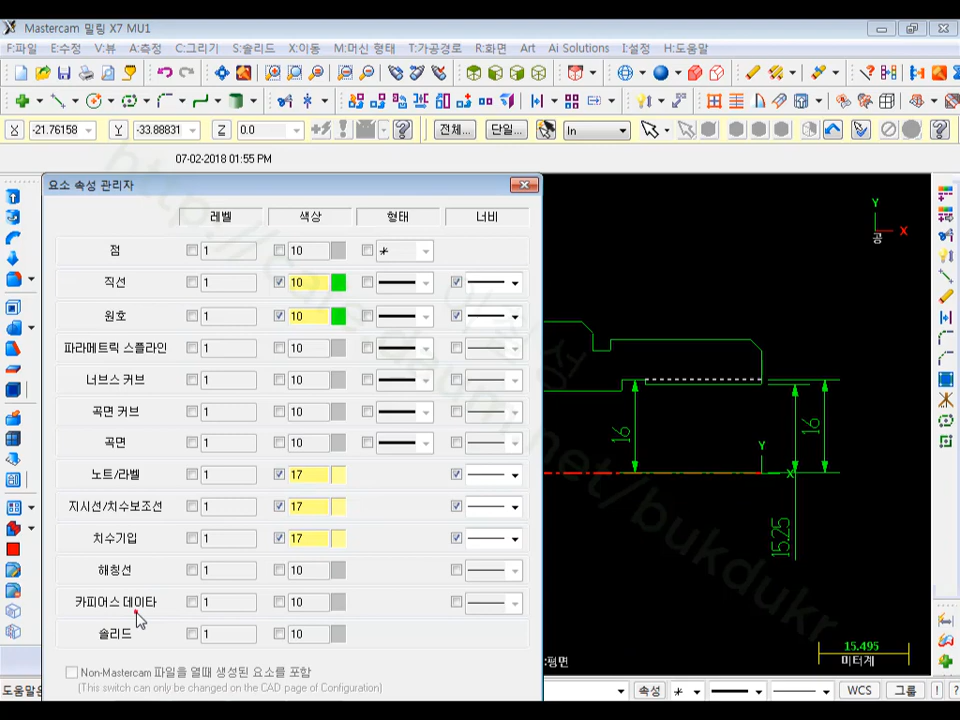 Mastercam 밀링 X7 MU1
F:파일 E:수정 V:뷰 A:측정 C:그리기 S:솔리드 X:이동 M:머신 형태 T:가공경로 R:화면 Art Ai Solutions I:설정 H:도움말
X -21.76158 Y -33.88831 Z 0.0 전체... 단일... In
07-02-2018 01:55 PM
요소 속성 관리자
레벨 색상 형태 너비
점 1 10
직선 1 10
원호 1 10
파라메트릭 스플라인 1 10
너브스 커브 1 10
곡면 커브 1 10
곡면 1 10
노트/라벨 1 17
지시선/치수보조선 1 17
치수기입 1 17
해칭선 1 10
카피어스 데이타 1 10
솔리드 1 10
Non-Mastercam 파일을 열때 생성된 요소를 포함
(This switch can only be changed on the CAD page of Configuration)
Y
X
공
16
16
Y
X
15.25
:평면
15.495
미터계
도움말은
속성 WCS 그룹 ?